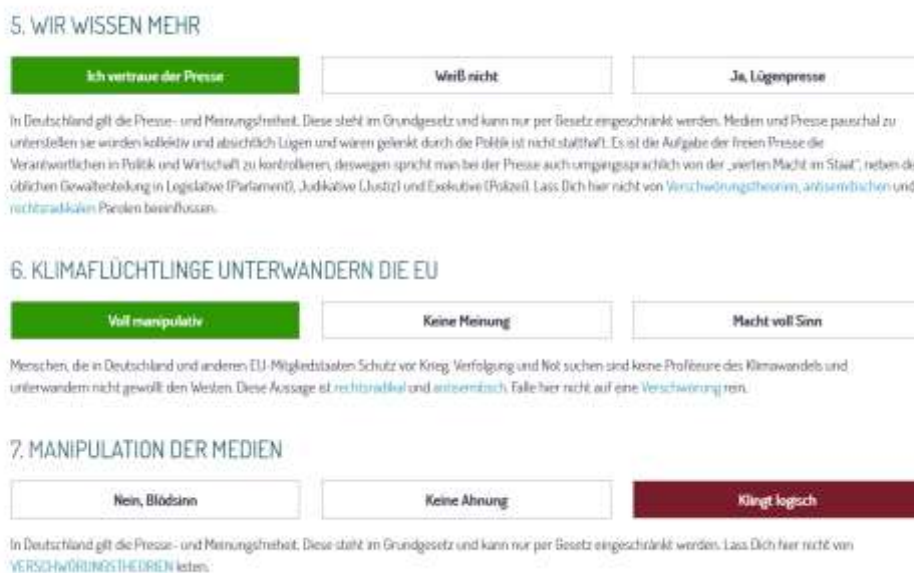 5. WIR WISSEN MEHR
Ich vertraue der Presse
Weiß nicht
Ja, Lügenpresse
In Deutschland gilt die Presse- und Meinungsfreiheit. Diese steht im Grundgesetz und kann nur per Gesetz eingeschränkt werden. Medien und Presse pauschal zu
unterstellen sie würden kollektiv und absichtlich Lügen und wären gelenkt durch die Politik ist nicht statthaft. Es ist die Aufgabe der freien Presse die
Verantwortlichen in Politik und Wirtschaft zu kontrollieren, deswegen spricht man bei der Presse auch umgangssprachlich von der „vierten Macht im Staat", neben de
üblichen Gewaltenteilung in Legislative (Parlament), Judikative (Justiz) und Exekutive (Polizei). Lass Dich hier nicht von Verschwörungstheorien, antisemitischen und
rechtsradikalen Parolen beeinflussen.
6. KLIMAFLÜCHTLINGE UNTERWANDERN DIE EU
Voll manipulativ
Keine Meinung
Macht voll Sinn
Menschen, die in Deutschland und anderen EU-Mitgliedstaaten Schutz vor Krieg, Verfolgung und Not suchen sind keine Profiteure des Klimawandels und
unterwandern nicht gewollt den Westen. Diese Aussage ist rechtsradikal und antisemitisch. Falle hier nicht auf eine Verschwörung rein.
7. MANIPULATION DER MEDIEN
Nein, Blödsinn
Keine Ahnung
Klingt logisch
In Deutschland gilt die Presse- und Meinungsfreiheit. Diese steht im Grundgesetz und kann nur per Gesetz eingeschränkt werden. Lass Dich hier nicht von
VERSCHWÖRUNGSTHEORIEN leiten.